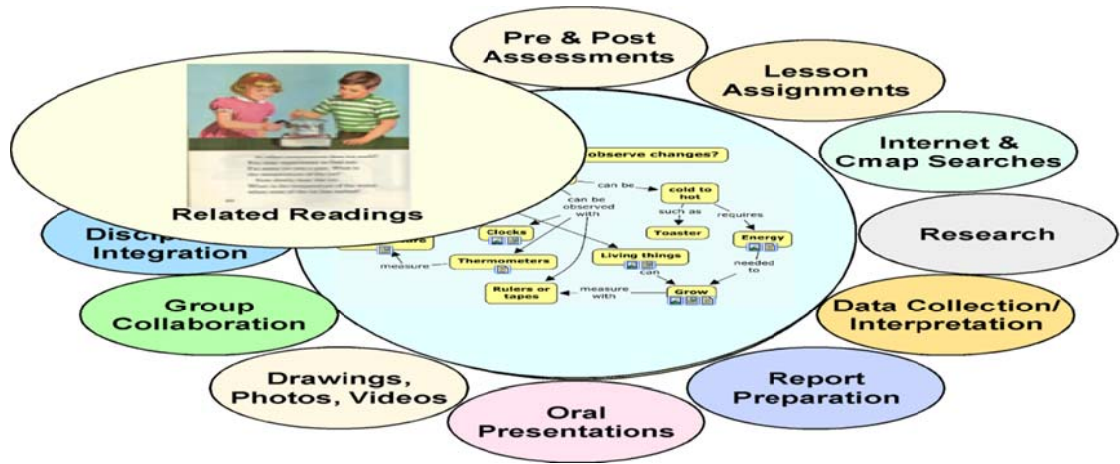 Pre & Post
Assessments
Lesson
Assignments
Internet &
Cmap Searches
Research
Data Collection/
Interpretation
Report
Preparation
Oral
Presentations
Drawings,
Photos, Videos
Group
Collaboration
Integration
Related Readings
observe changes?
can be
cold to
hot
such as
Toaster
requires
Energy
needed
to
can be
observed
with
Clocks
measure
Thermometers
Living things
can
Grow
measure
with
Rulers or
tapes